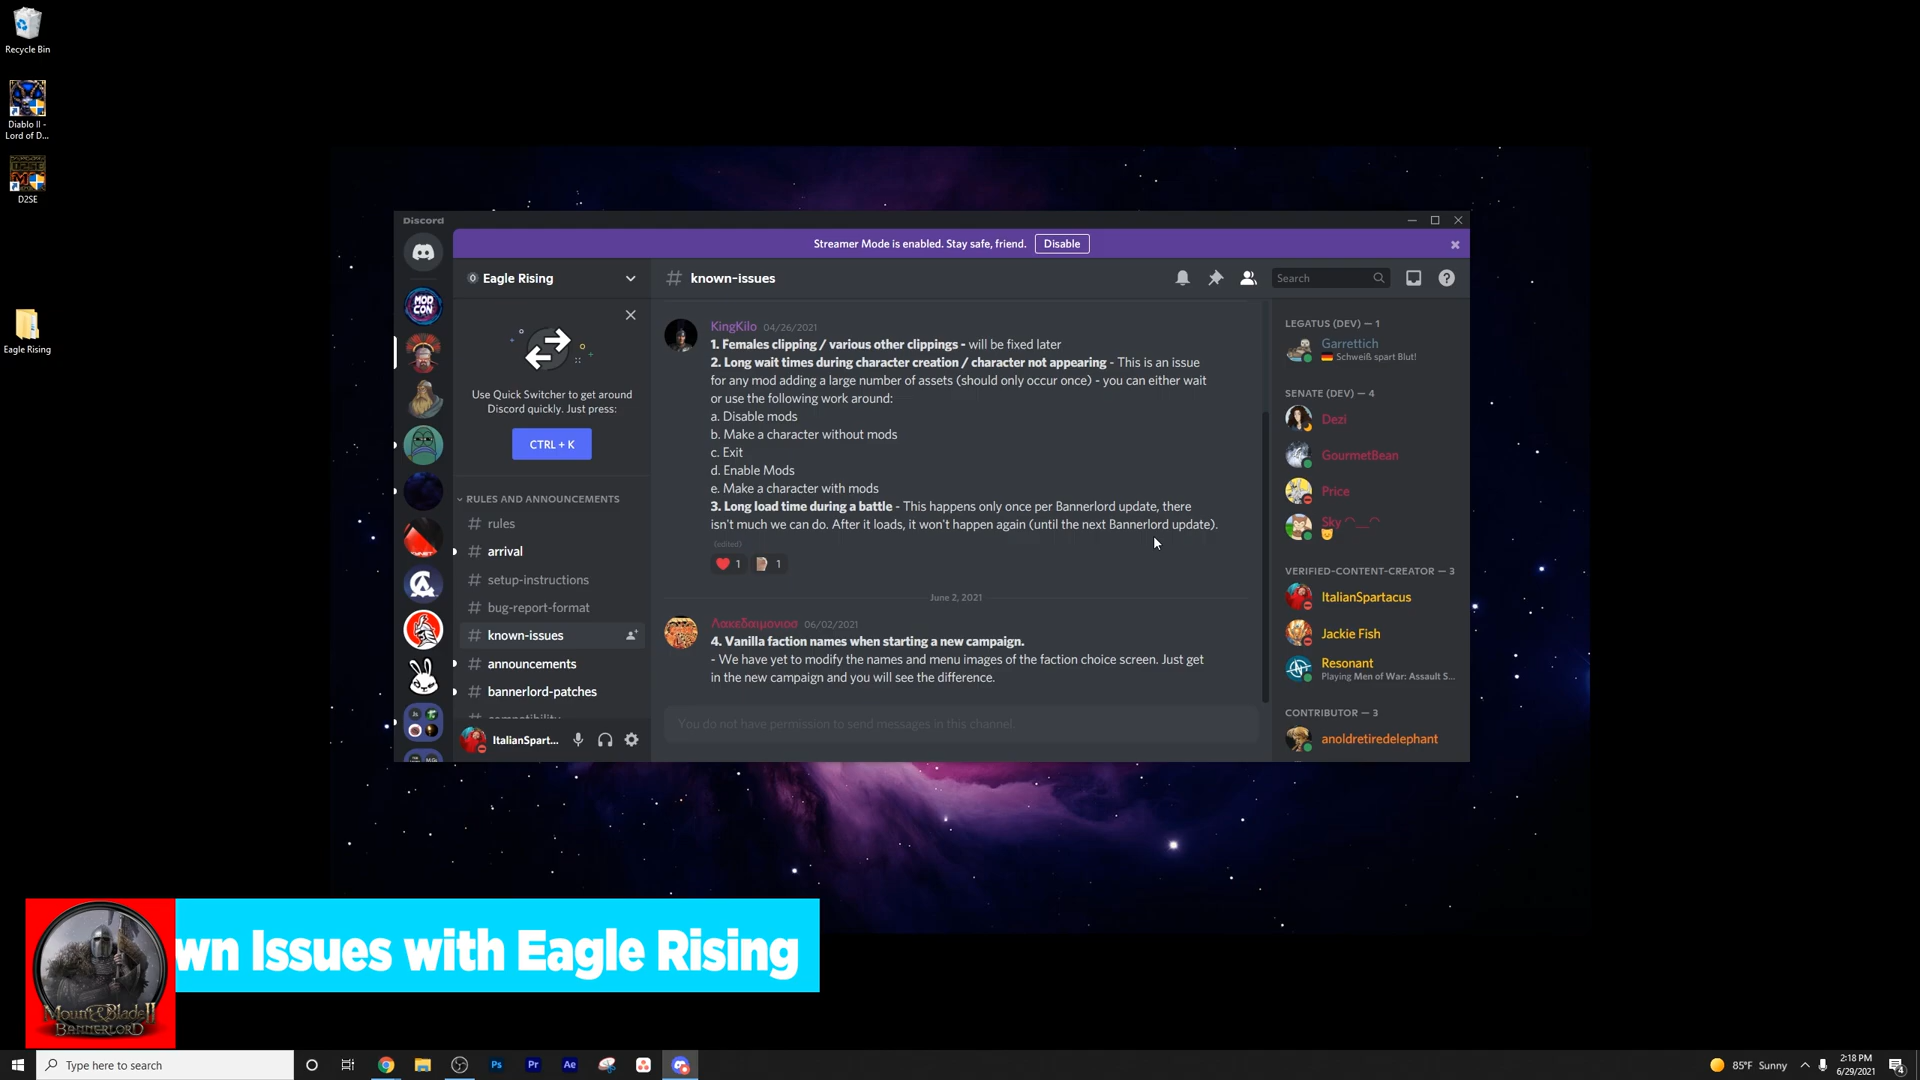 Recycle Bin
Diablo II -
Lord of D...
D2SE
Eagle Rising
Discord
Streamer Mode is enabled. Stay safe, friend.
Disable
Eagle Rising
# known-issues
Search
MOD
CON
Use Quick Switcher to get around
Discord quickly. Just press:
CTRL + K
RULES AND ANNOUNCEMENTS
# rules
# arrival
# setup-instructions
# bug-report-format
# known-issues
# announcements
# bannerlord-patches
# compatibility
ItalianSpart...
KingKilo 04/26/2021
1. Females clipping / various other clippings - will be fixed later
2. Long wait times during character creation / character not appearing - This is an issue
for any mod adding a large number of assets (should only occur once) - you can either wait
or use the following work around:
a. Disable mods
b. Make a character without mods
c. Exit
d. Enable Mods
e. Make a character with mods
3. Long load time during a battle - This happens only once per Bannerlord update, there
isn't much we can do. After it loads, it won't happen again (until the next Bannerlord update).
(edited)
1
1
June 2, 2021
Λακεδαιμονιοσ 06/02/2021
4. Vanilla faction names when starting a new campaign.
- We have yet to modify the names and menu images of the faction choice screen. Just get
in the new campaign and you will see the difference.
You do not have permission to send messages in this channel.
LEGATUS (DEV) — 1
Garrettich
Schweiß spart Blut!
SENATE (DEV) — 4
Dezi
GourmetBean
Price
Sky ◠__◠
VERIFIED-CONTENT-CREATOR — 3
ItalianSpartacus
Jackie Fish
Resonant
Playing Men of War: Assault S...
CONTRIBUTOR — 3
anoldretiredelephant
wn Issues with Eagle Rising
Mount & Blade II
BANNERLORD
Type here to search
Ps
Pr
Ae
85°F Sunny
2:18 PM
6/29/2021
4